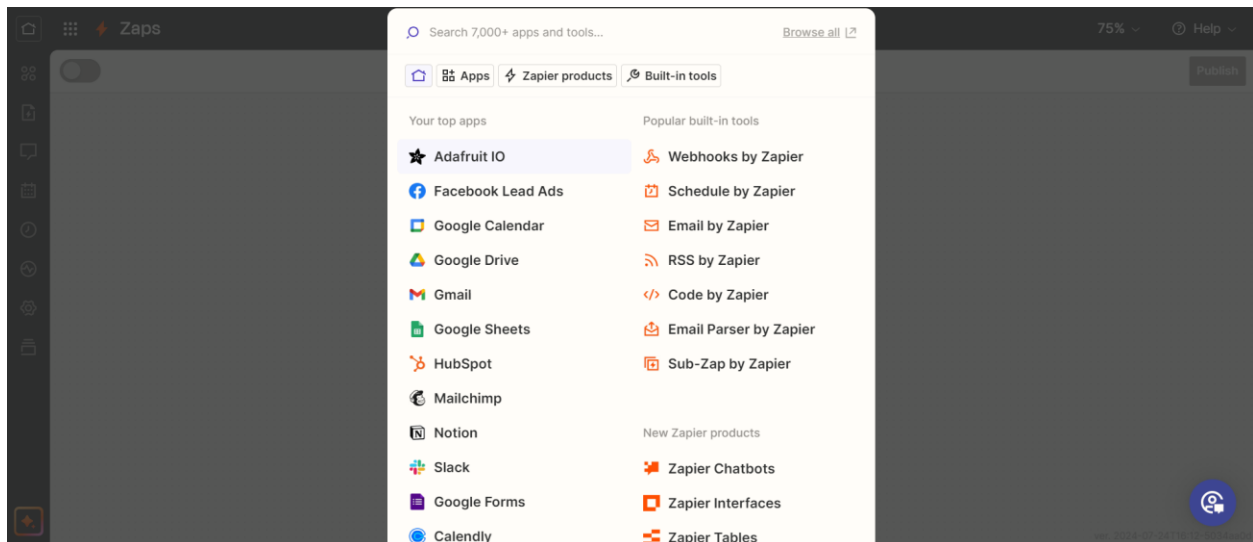 Zaps
75%
Help
Publish
Search 7,000+ apps and tools...
Browse all
Apps
Zapier products
Built-in tools
Your top apps
Adafruit IO
Facebook Lead Ads
Google Calendar
Google Drive
Gmail
Google Sheets
HubSpot
Mailchimp
Notion
Slack
Google Forms
Calendly
Popular built-in tools
Webhooks by Zapier
Schedule by Zapier
Email by Zapier
RSS by Zapier
Code by Zapier
Email Parser by Zapier
Sub-Zap by Zapier
New Zapier products
Zapier Chatbots
Zapier Interfaces
Zapier Tables